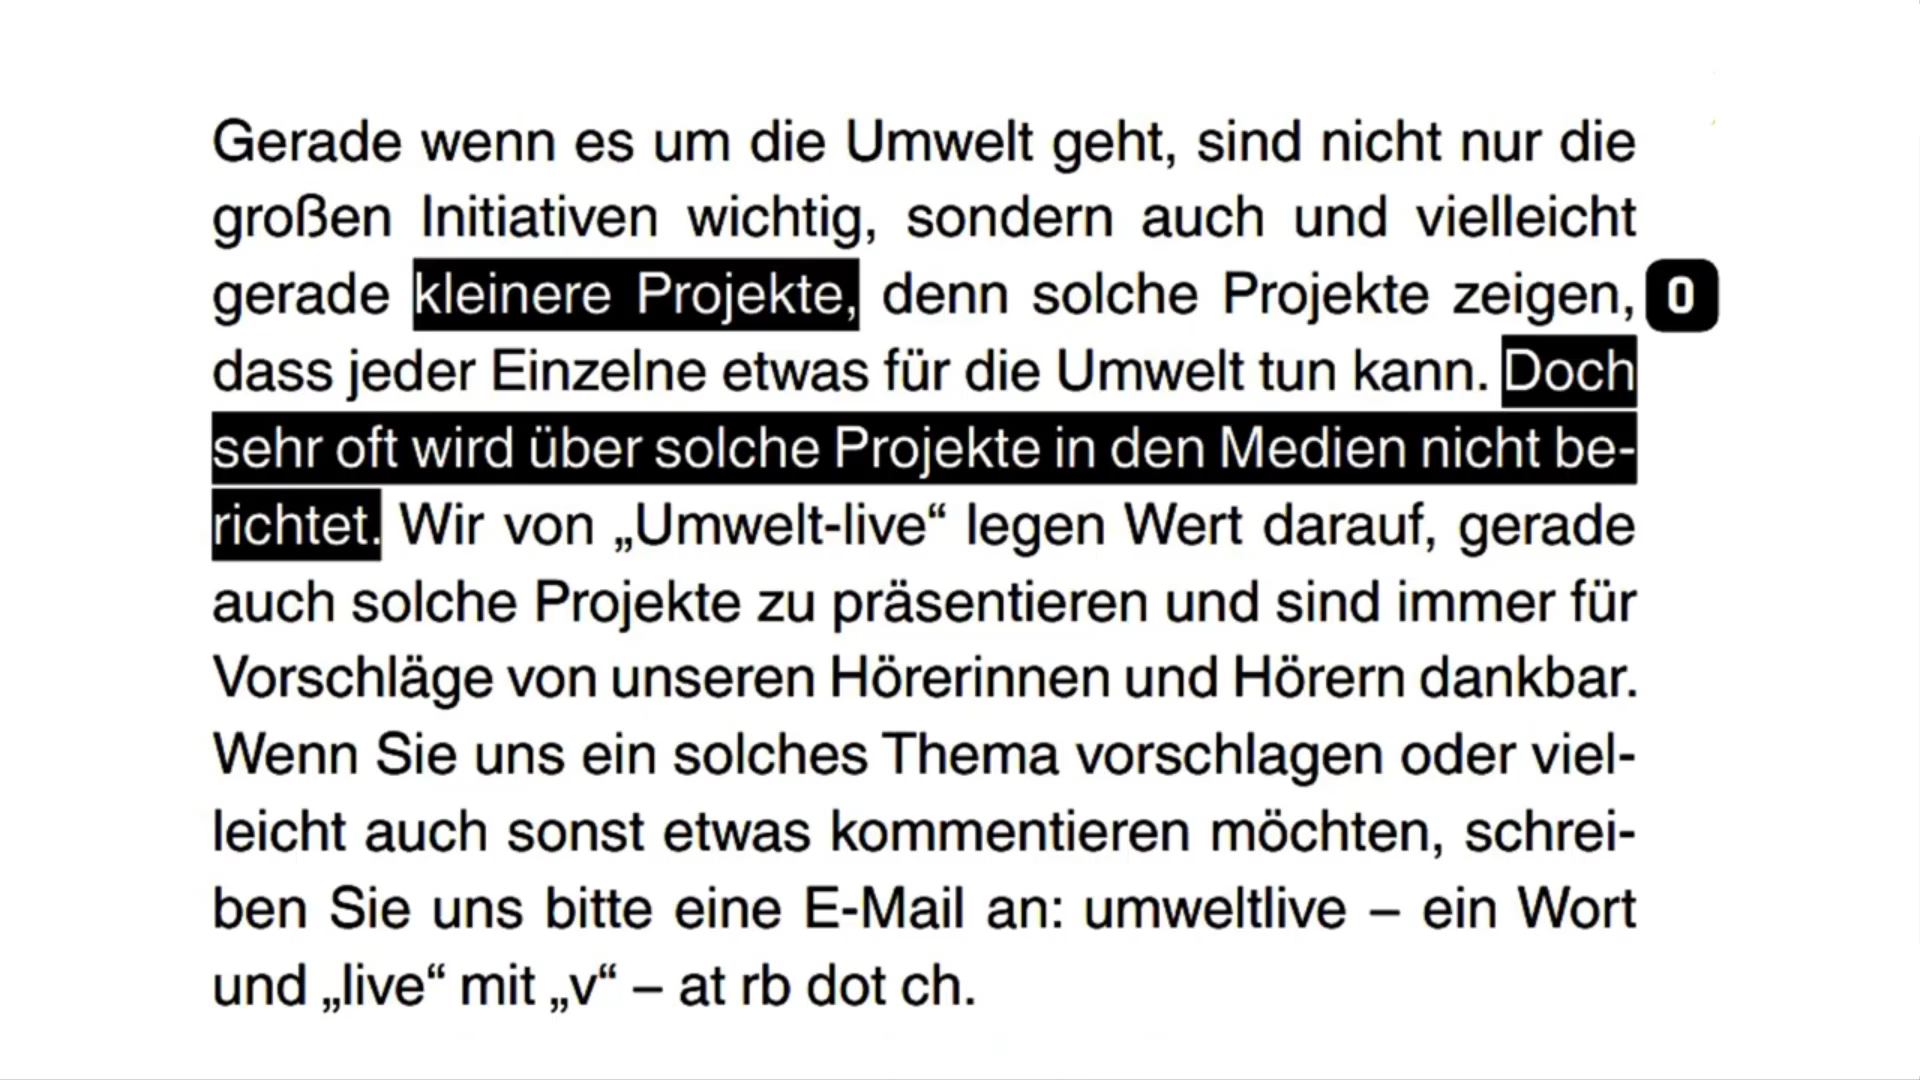 Gerade wenn es um die Umwelt geht, sind nicht nur die
großen Initiativen wichtig, sondern auch und vielleicht
gerade kleinere Projekte, denn solche Projekte zeigen, 0
dass jeder Einzelne etwas für die Umwelt tun kann. Doch
sehr oft wird über solche Projekte in den Medien nicht be-
richtet. Wir von „Umwelt-live“ legen Wert darauf, gerade
auch solche Projekte zu präsentieren und sind immer für
Vorschläge von unseren Hörerinnen und Hörern dankbar.
Wenn Sie uns ein solches Thema vorschlagen oder viel-
leicht auch sonst etwas kommentieren möchten, schrei-
ben Sie uns bitte eine E-Mail an: umweltlive – ein Wort
und „live“ mit „v“ – at rb dot ch.